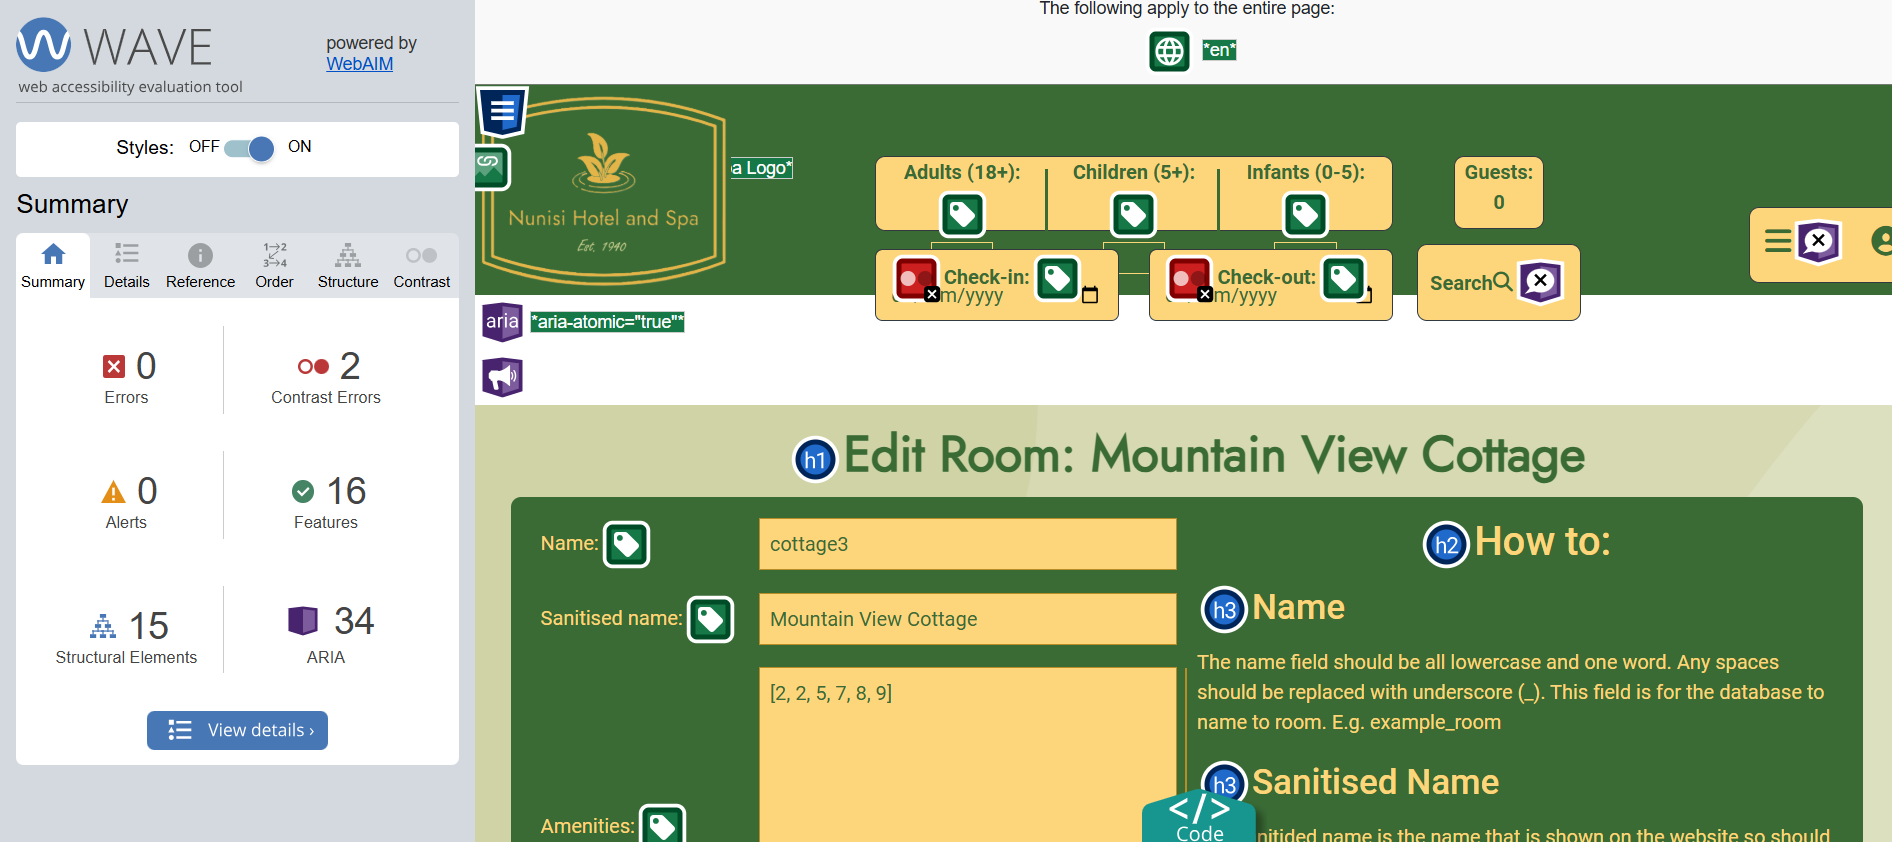 WAVE
web accessibility evaluation tool
powered by
WebAIM
Styles: OFF ON
Summary
Summary Details Reference Order Structure Contrast
0
Errors
2
Contrast Errors
0
Alerts
16
Features
15
Structural Elements
34
ARIA
View details ›
The following apply to the entire page:
*en*
Nunisi Hotel and Spa
Est. 1940
a Logo*
Adults (18+): Children (5+): Infants (0-5):
Guests:
0
Check-in:
m/yyyy
Check-out:
m/yyyy
Search
aria *aria-atomic="true"*
h1 Edit Room: Mountain View Cottage
Name: cottage3
Sanitised name: Mountain View Cottage
[2, 2, 5, 7, 8, 9]
Amenities:
h2 How to:
h3 Name
The name field should be all lowercase and one word. Any spaces
should be replaced with underscore (_). This field is for the database to
name to room. E.g. example_room
h3 Sanitised Name
nitided name is the name that is shown on the website so should
</>
Code